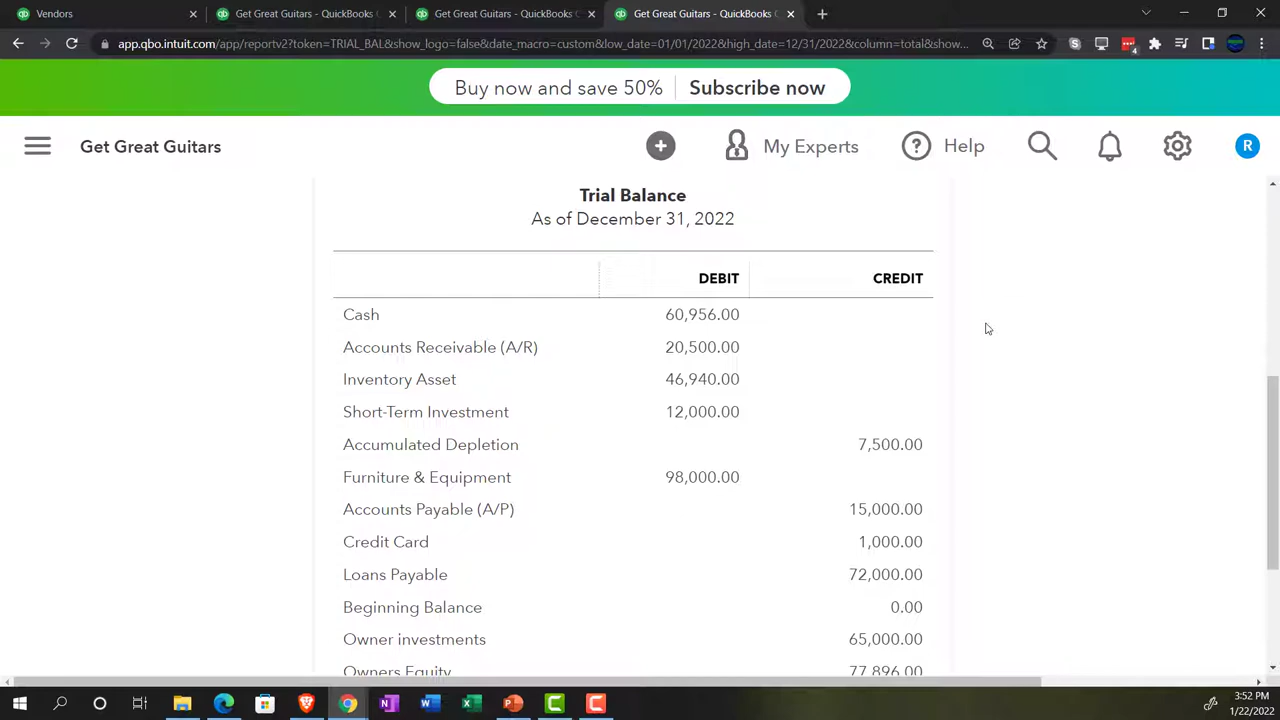 Vendors
Get Great Guitars - QuickBooks O
Get Great Guitars - QuickBooks O
Get Great Guitars - QuickBooks O
app.qbo.intuit.com/app/reportv2?token=TRIAL_BAL&show_logo=false&date_macro=custom&low_date=01/01/2022&high_date=12/31/2022&column=total&show...
4
Buy now and save 50% Subscribe now
Get Great Guitars My Experts Help R
Trial Balance
As of December 31, 2022
DEBIT CREDIT
Cash 60,956.00
Accounts Receivable (A/R) 20,500.00
Inventory Asset 46,940.00
Short-Term Investment 12,000.00
Accumulated Depletion 7,500.00
Furniture & Equipment 98,000.00
Accounts Payable (A/P) 15,000.00
Credit Card 1,000.00
Loans Payable 72,000.00
Beginning Balance 0.00
Owner investments 65,000.00
Owners Equity 77,896.00
3:52 PM
1/22/2022